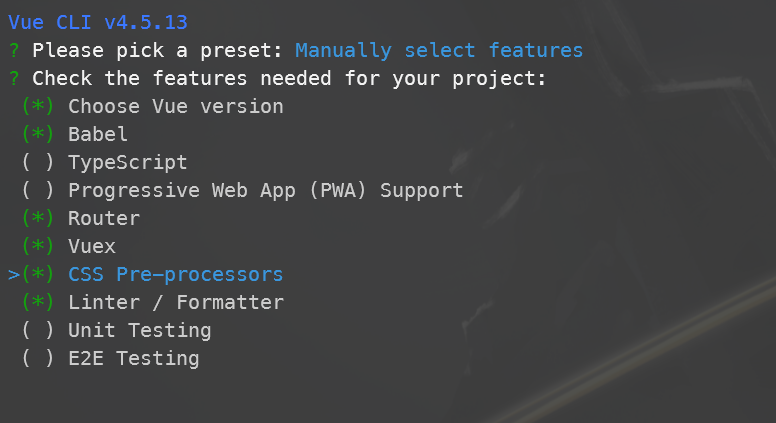 Vue CLI v4.5.13
? Please pick a preset: Manually select features
? Check the features needed for your project:
(*) Choose Vue version
(*) Babel
( ) TypeScript
( ) Progressive Web App (PWA) Support
(*) Router
(*) Vuex
>(*) CSS Pre-processors
(*) Linter / Formatter
( ) Unit Testing
( ) E2E Testing